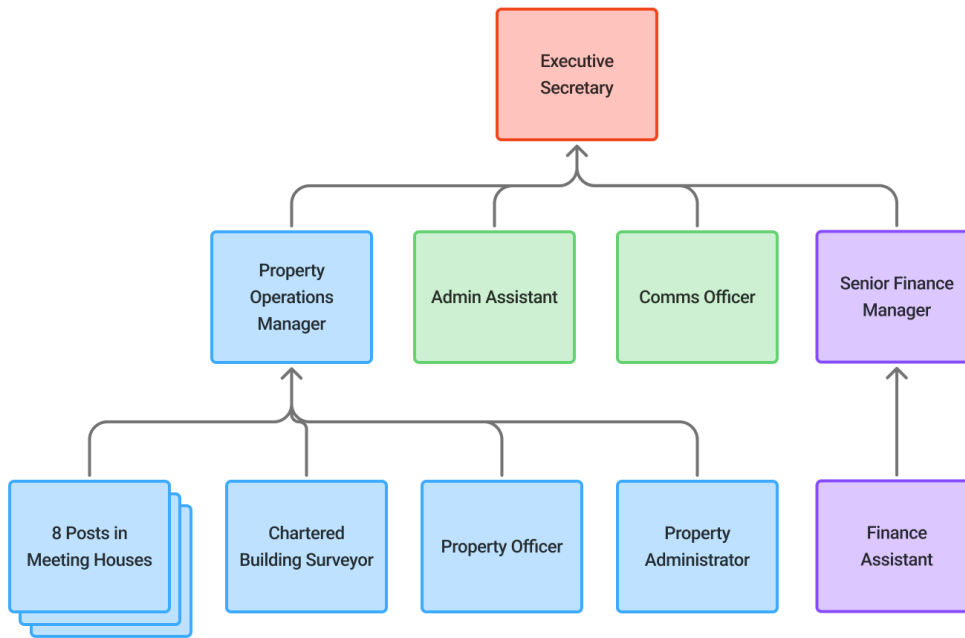 Executive
Secretary
Property
Operations
Manager
Admin Assistant
Comms Officer
Senior Finance
Manager
8 Posts in
Meeting Houses
Chartered
Building Surveyor
Property Officer
Property
Administrator
Finance
Assistant